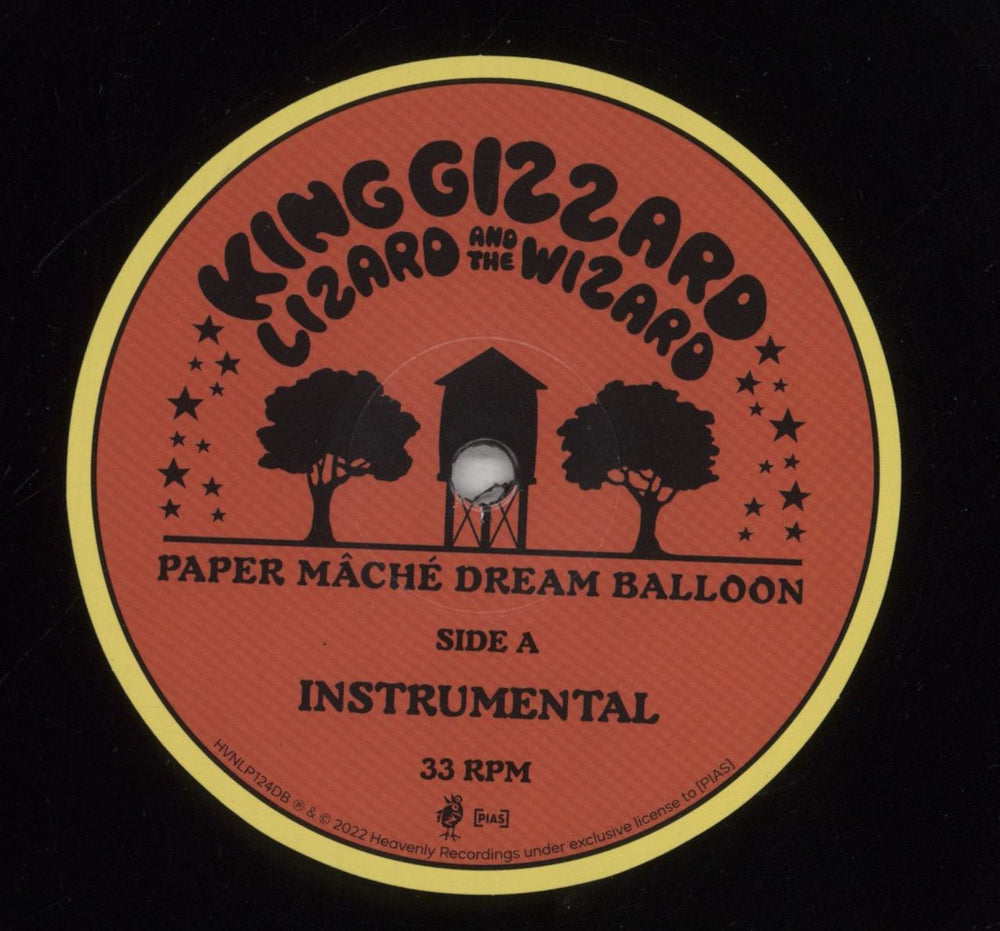 KING GIZZARD
AND
THE
LIZARD WIZARD
PAPER MÂCHÉ DREAM BALLOON
SIDE A
INSTRUMENTAL
33 RPM
[PIAS]
HVNLP124DB ℗ & © 2022 Heavenly Recordings under exclusive license to [PIAS]